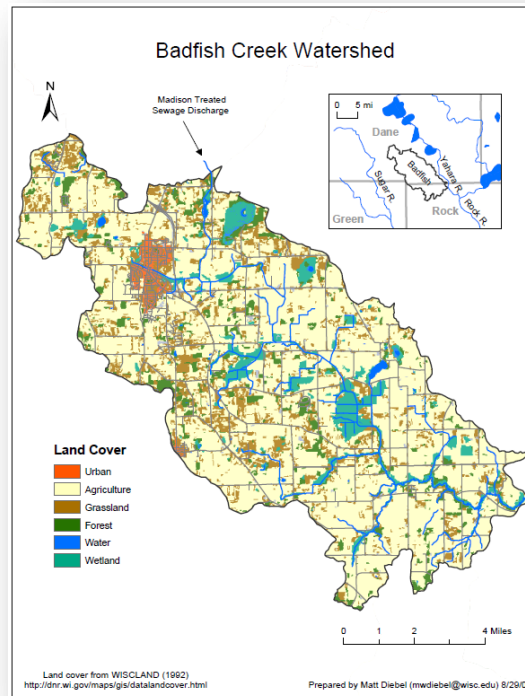 Badfish Creek Watershed
N
Madison Treated
Sewage Discharge
0 5 mi
Dane
Badfish
Yahara R.
Sugar R.
Rock R.
Green
Rock
Land Cover
Urban
Agriculture
Grassland
Forest
Water
Wetland
0 1 2 4 Miles
Land cover from WISCLAND (1992)
http://dnr.wi.gov/maps/gis/datalandcover.html
Prepared by Matt Diebel (mwdiebel@wisc.edu)